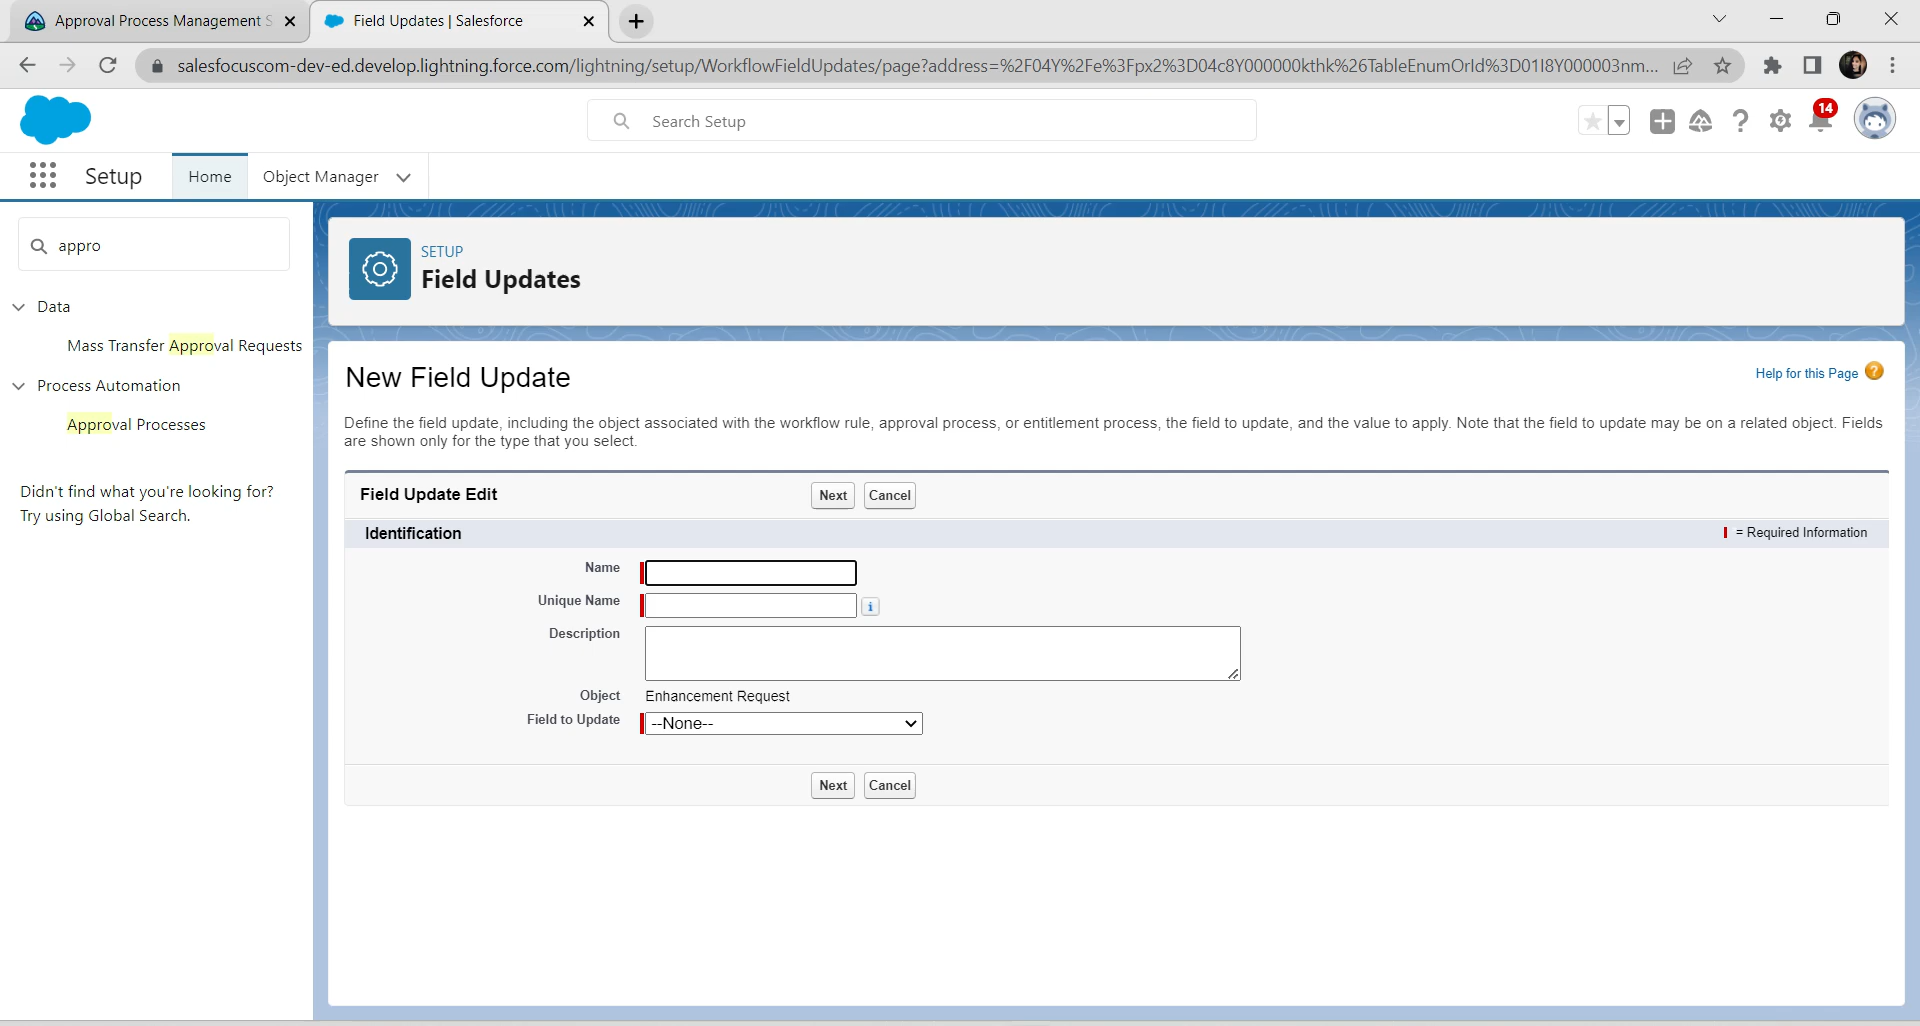 Approval Process Management S
Field Updates | Salesforce
salesfocuscom-dev-ed.develop.lightning.force.com/lightning/setup/WorkflowFieldUpdates/page?address=%2F04Y%2Fe%3Fpx2%3D04c8Y000000kthk%26TableEnumOrId%3D01I8Y000003nm...
Search Setup
14
Setup
Home
Object Manager
appro
Data
Mass Transfer Approval Requests
Process Automation
Approval Processes
Didn't find what you're looking for?
Try using Global Search.
SETUP
Field Updates
New Field Update
Help for this Page ?
Define the field update, including the object associated with the workflow rule, approval process, or entitlement process, the field to update, and the value to apply. Note that the field to update may be on a related object. Fields
are shown only for the type that you select.
Field Update Edit
Next
Cancel
Identification
= Required Information
Name
Unique Name
i
Description
Object
Enhancement Request
Field to Update
--None--
Next
Cancel